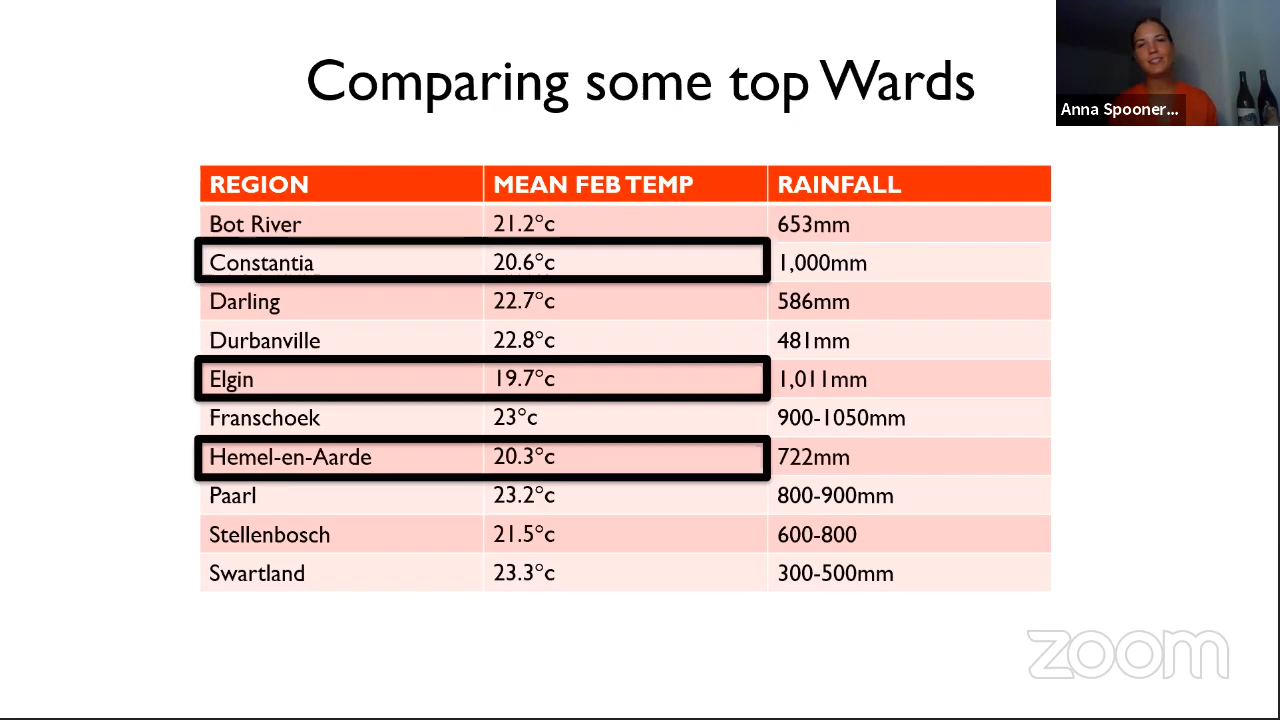 Comparing some top Wards
Anna Spooner...
REGION MEAN FEB TEMP RAINFALL
Bot River 21.2°c 653mm
Constantia 20.6°c 1,000mm
Darling 22.7°c 586mm
Durbanville 22.8°c 481mm
Elgin 19.7°c 1,011mm
Franschoek 23°c 900-1050mm
Hemel-en-Aarde 20.3°c 722mm
Paarl 23.2°c 800-900mm
Stellenbosch 21.5°c 600-800
Swartland 23.3°c 300-500mm
zoom